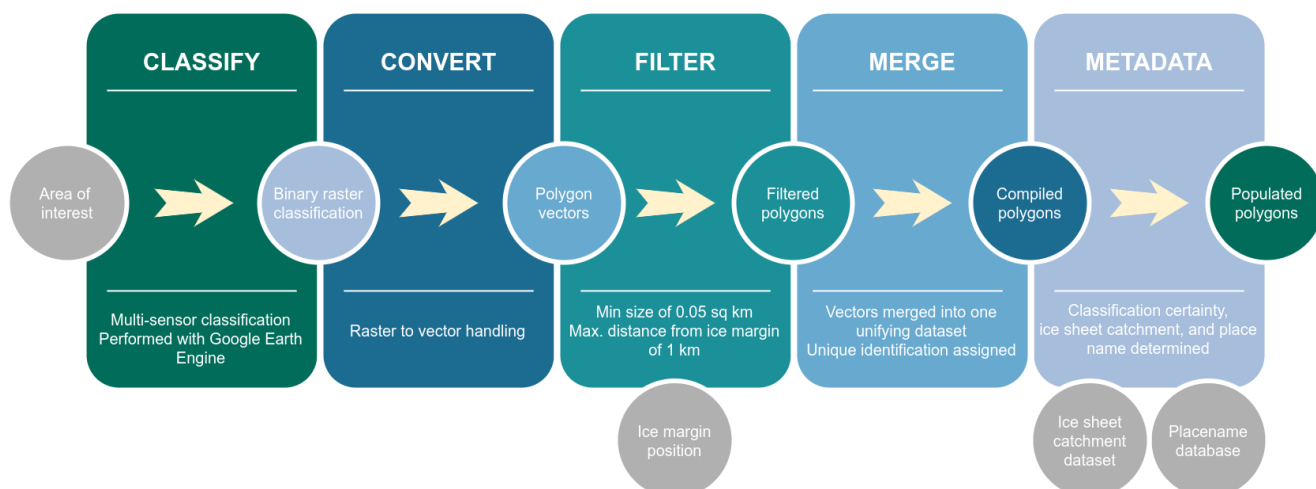 CLASSIFY
CONVERT
FILTER
MERGE
METADATA
Area of
interest
Binary raster
classification
Polygon
vectors
Filtered
polygons
Compiled
polygons
Populated
polygons
Multi-sensor classification
Performed with Google Earth
Engine
Raster to vector handling
Min size of 0.05 sq km
Max. distance from ice margin
of 1 km
Vectors merged into one
unifying dataset
Unique identification assigned
Classification certainty,
ice sheet catchment, and place
name determined
Ice margin
position
Ice sheet
catchment
dataset
Placename
database